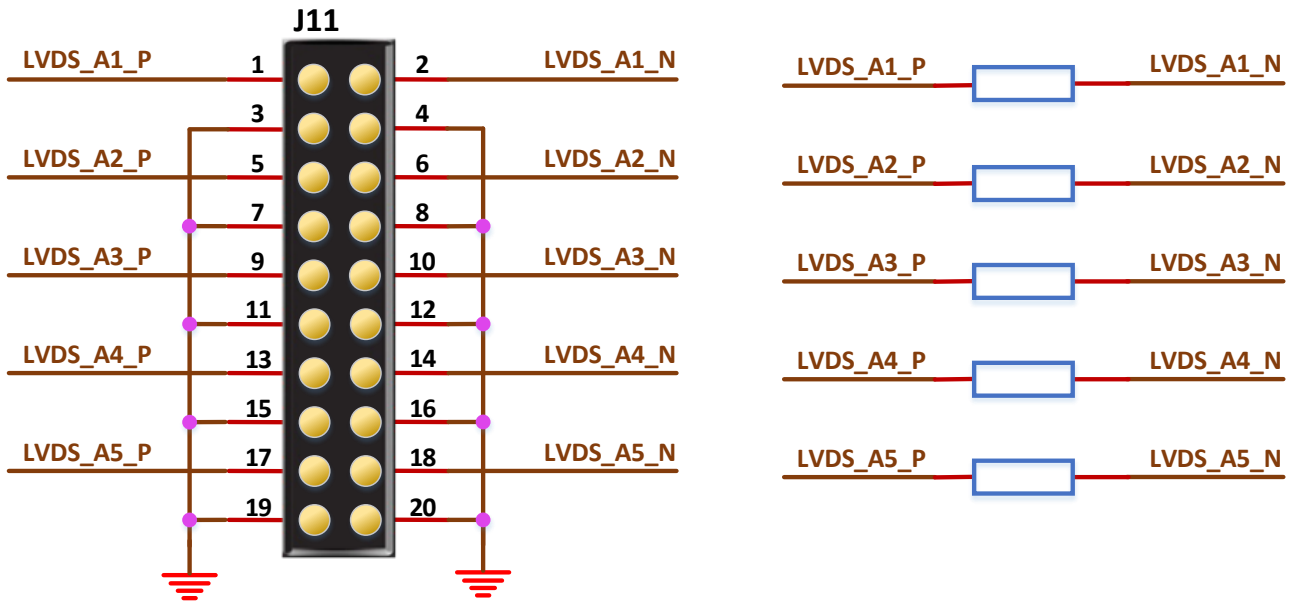 J11
LVDS_A1_P 1 2 LVDS_A1_N
3 4
LVDS_A2_P 5 6 LVDS_A2_N
7 8
LVDS_A3_P 9 10 LVDS_A3_N
11 12
LVDS_A4_P 13 14 LVDS_A4_N
15 16
LVDS_A5_P 17 18 LVDS_A5_N
19 20
LVDS_A1_P LVDS_A1_N
LVDS_A2_P LVDS_A2_N
LVDS_A3_P LVDS_A3_N
LVDS_A4_P LVDS_A4_N
LVDS_A5_P LVDS_A5_N